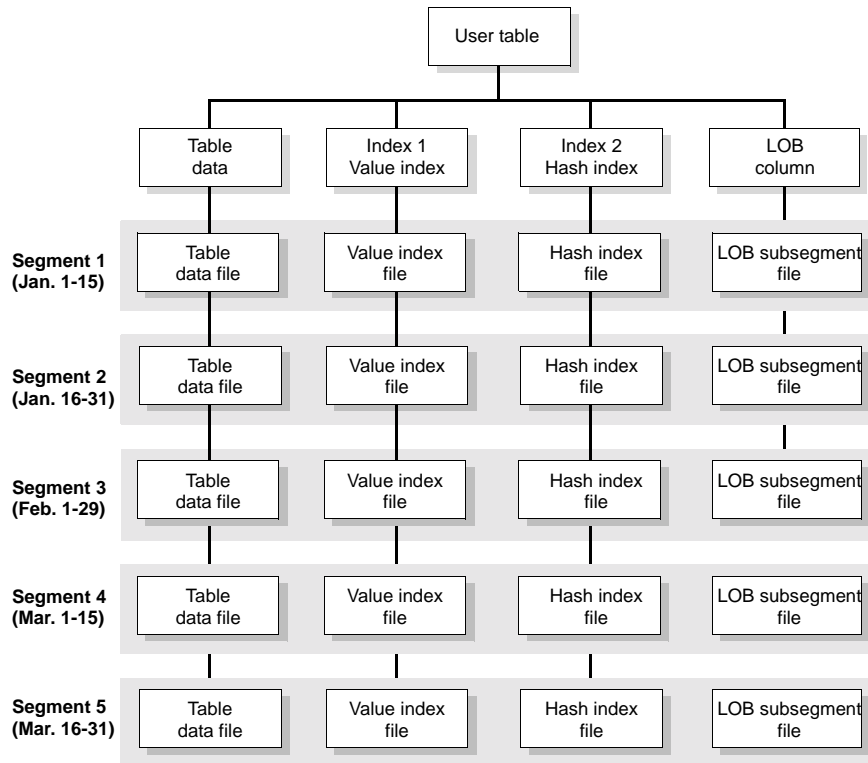 User table
Table
data
Index 1
Value index
Index 2
Hash index
LOB
column
Segment 1
(Jan. 1-15)
Table
data file
Value index
file
Hash index
file
LOB subsegment
file
Segment 2
(Jan. 16-31)
Table
data file
Value index
file
Hash index
file
LOB subsegment
file
Segment 3
(Feb. 1-29)
Table
data file
Value index
file
Hash index
file
LOB subsegment
file
Segment 4
(Mar. 1-15)
Table
data file
Value index
file
Hash index
file
LOB subsegment
file
Segment 5
(Mar. 16-31)
Table
data file
Value index
file
Hash index
file
LOB subsegment
file